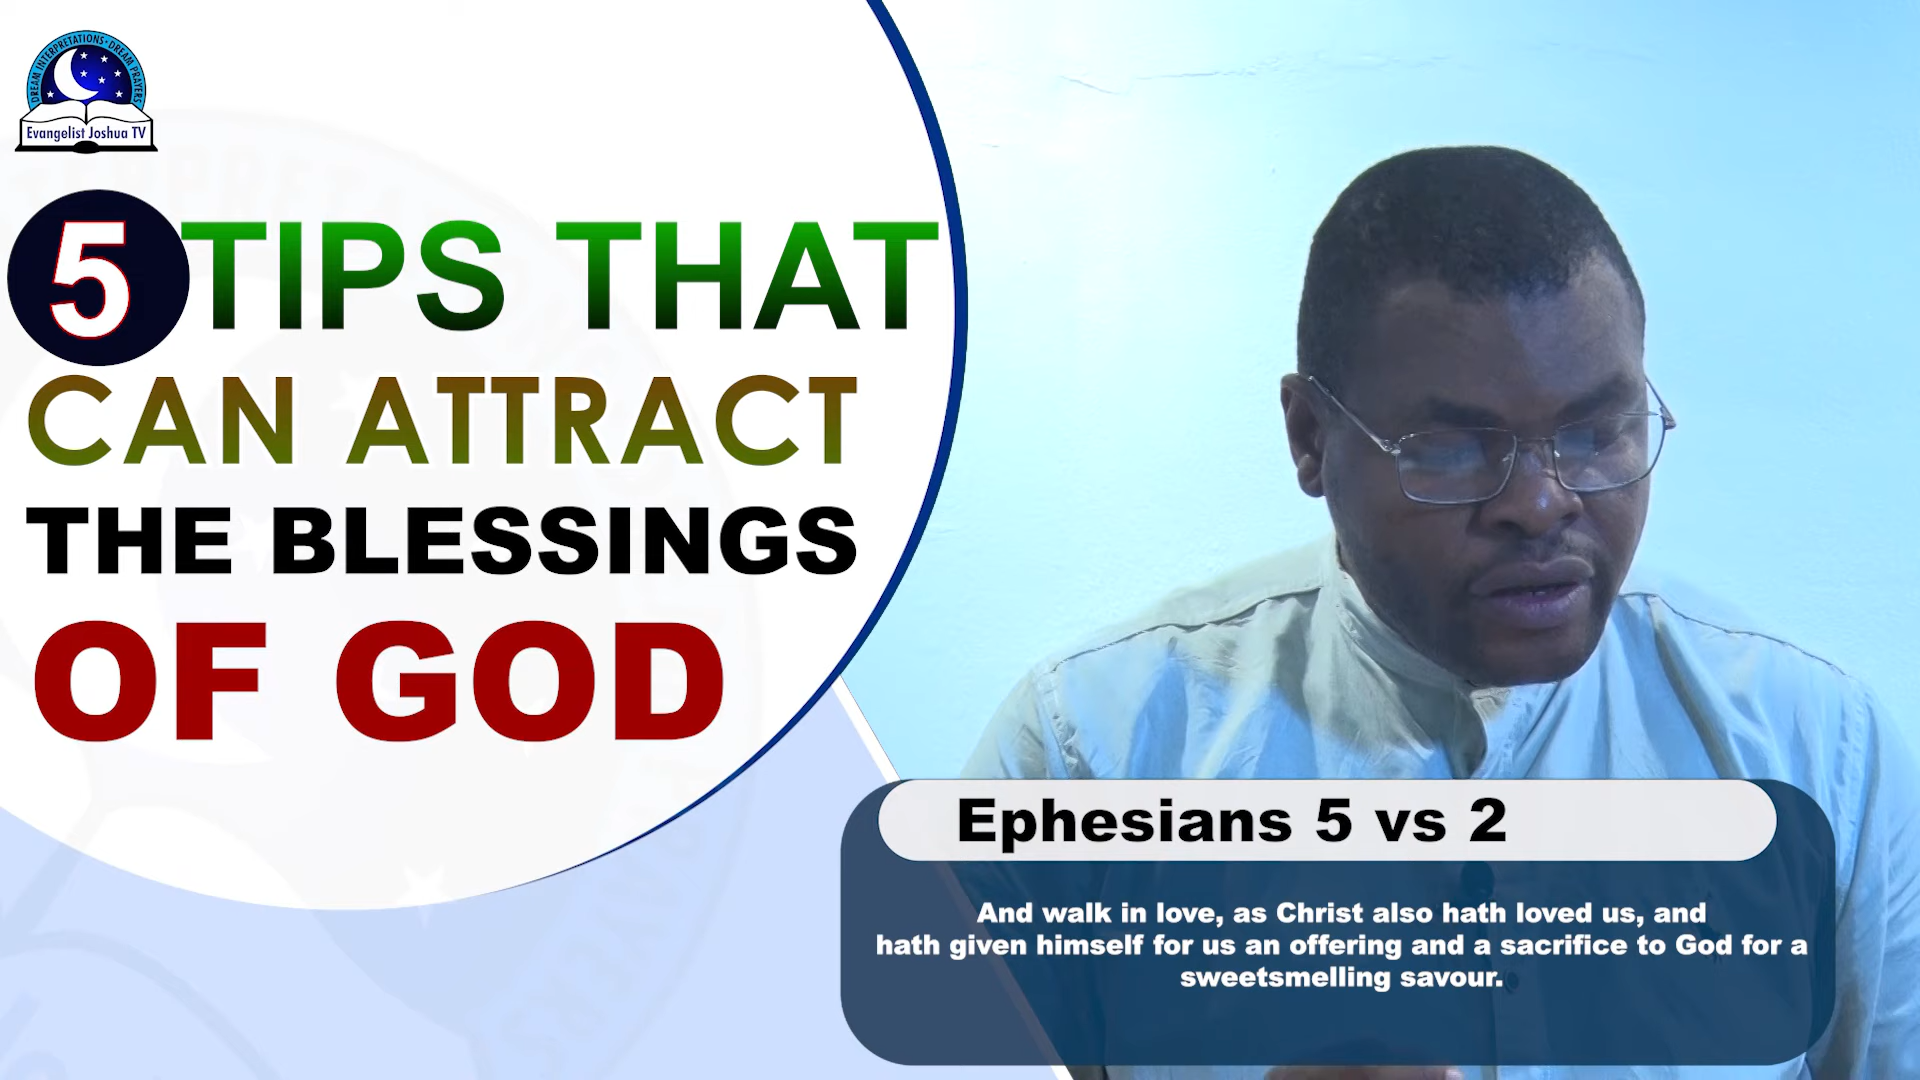 DREAM INTERPRETATIONS · DREAM PRAYERS
Evangelist Joshua TV
5 TIPS THAT
CAN ATTRACT
THE BLESSINGS
OF GOD
Ephesians 5 vs 2
And walk in love, as Christ also hath loved us, and
hath given himself for us an offering and a sacrifice to God for a
sweetsmelling savour.